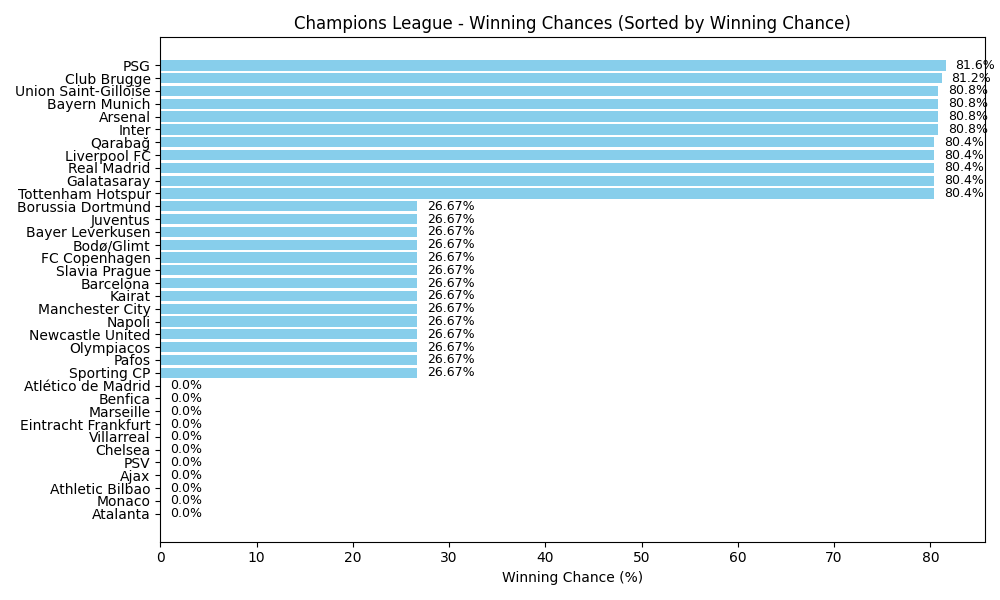 Champions League - Winning Chances (Sorted by Winning Chance)
PSG 81.6%
Club Brugge 81.2%
Union Saint-Gilloise 80.8%
Bayern Munich 80.8%
Arsenal 80.8%
Inter 80.8%
Qarabağ 80.4%
Liverpool FC 80.4%
Real Madrid 80.4%
Galatasaray 80.4%
Tottenham Hotspur 80.4%
Borussia Dortmund 26.67%
Juventus 26.67%
Bayer Leverkusen 26.67%
Bodø/Glimt 26.67%
FC Copenhagen 26.67%
Slavia Prague 26.67%
Barcelona 26.67%
Kairat 26.67%
Manchester City 26.67%
Napoli 26.67%
Newcastle United 26.67%
Olympiacos 26.67%
Pafos 26.67%
Sporting CP 26.67%
Atlético de Madrid 0.0%
Benfica 0.0%
Marseille 0.0%
Eintracht Frankfurt 0.0%
Villarreal 0.0%
Chelsea 0.0%
PSV 0.0%
Ajax 0.0%
Athletic Bilbao 0.0%
Monaco 0.0%
Atalanta 0.0%
0 10 20 30 40 50 60 70 80
Winning Chance (%)